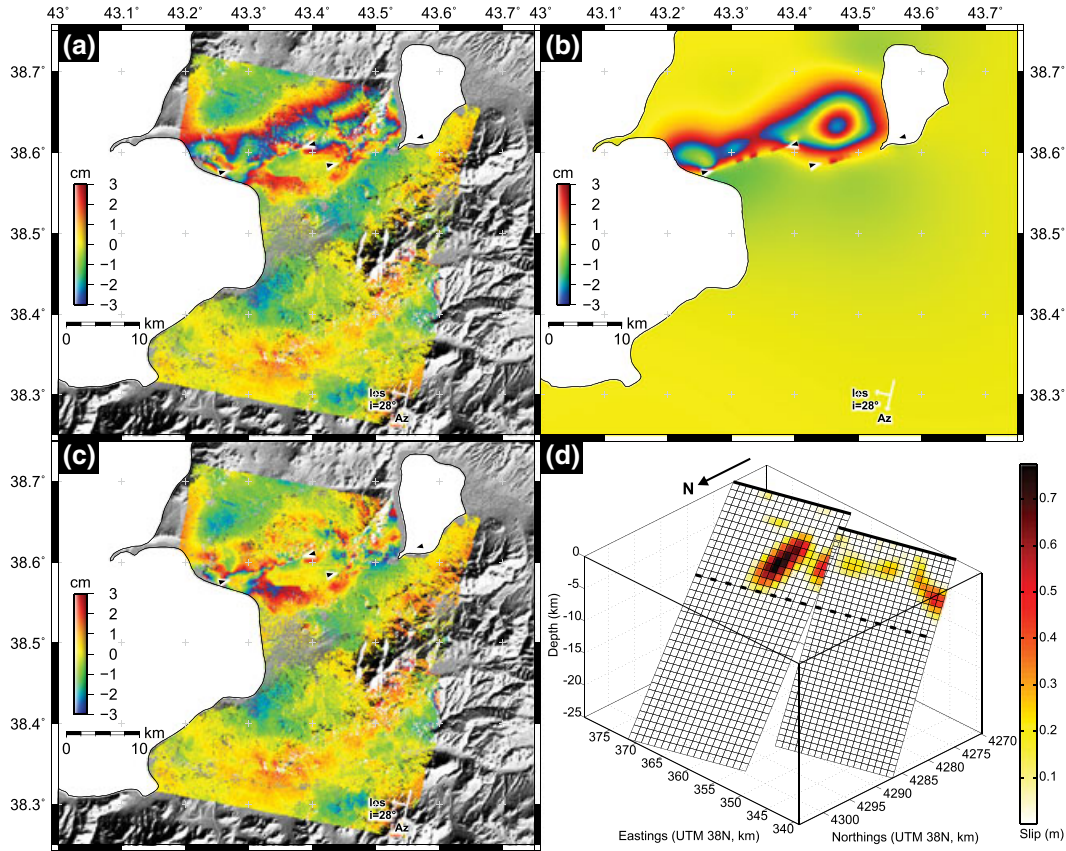 43˚ 43.1˚ 43.2˚ 43.3˚ 43.4˚ 43.5˚ 43.6˚ 43.7˚ 43˚ 43.1˚ 43.2˚ 43.3˚ 43.4˚ 43.5˚ 43.6˚ 43.7˚
(a)
38.7˚
38.6˚
38.5˚
38.4˚
38.3˚
cm
3
2
1
0
−1
−2
−3
km
0 10
los
i=28°
Az
(b)
38.7˚
38.6˚
38.5˚
38.4˚
38.3˚
cm
3
2
1
0
−1
−2
−3
km
0 10
los
i=28°
Az
(c)
38.7˚
38.6˚
38.5˚
38.4˚
38.3˚
cm
3
2
1
0
−1
−2
−3
km
0 10
los
i=28°
Az
(d)
N
Depth (km)
0
-5
-10
-15
-20
-25
375
370
365
360
355
350
345
340
Eastings (UTM 38N, km)
4270
4275
4280
4285
4290
4295
4300
Northings (UTM 38N, km)
0.7
0.6
0.5
0.4
0.3
0.2
0.1
Slip (m)